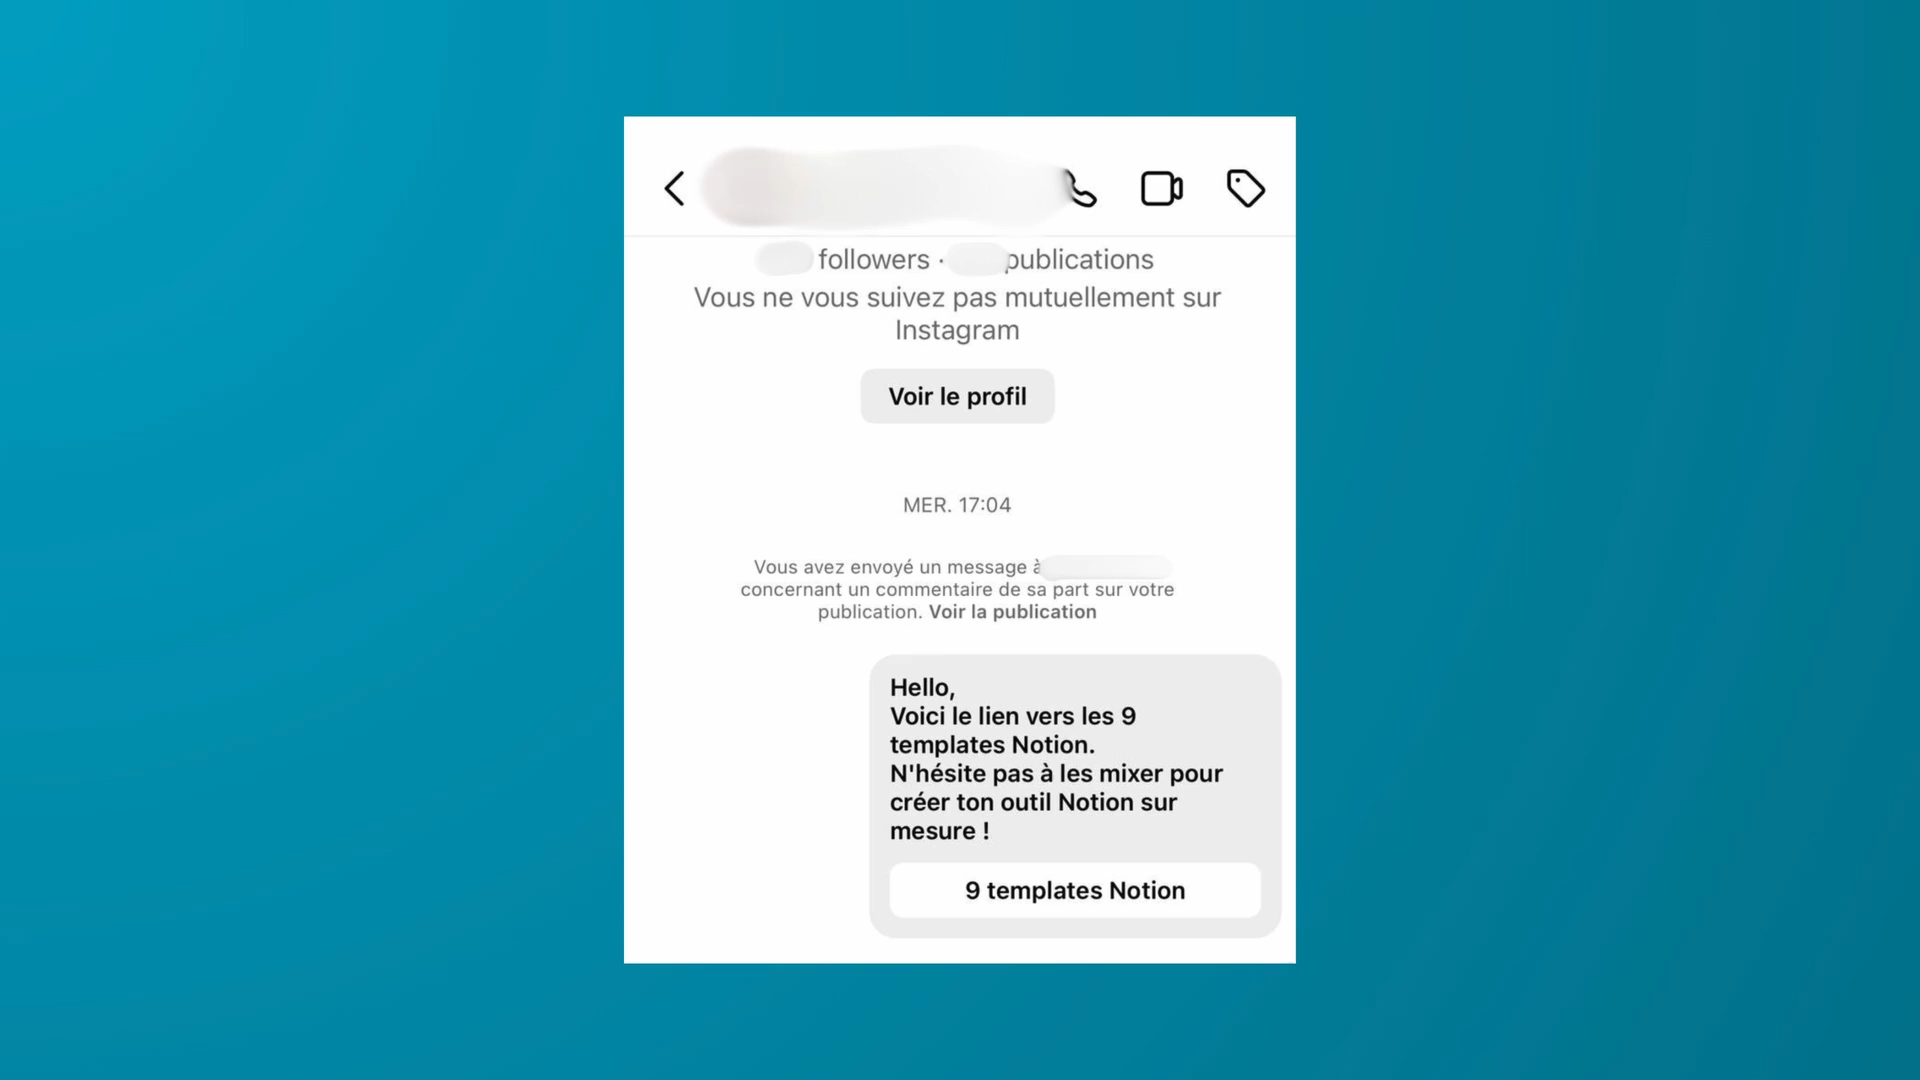 followers · publications
Vous ne vous suivez pas mutuellement sur
Instagram
Voir le profil
MER. 17:04
Vous avez envoyé un message à
concernant un commentaire de sa part sur votre
publication. Voir la publication
Hello,
Voici le lien vers les 9
templates Notion.
N'hésite pas à les mixer pour
créer ton outil Notion sur
mesure !
9 templates Notion